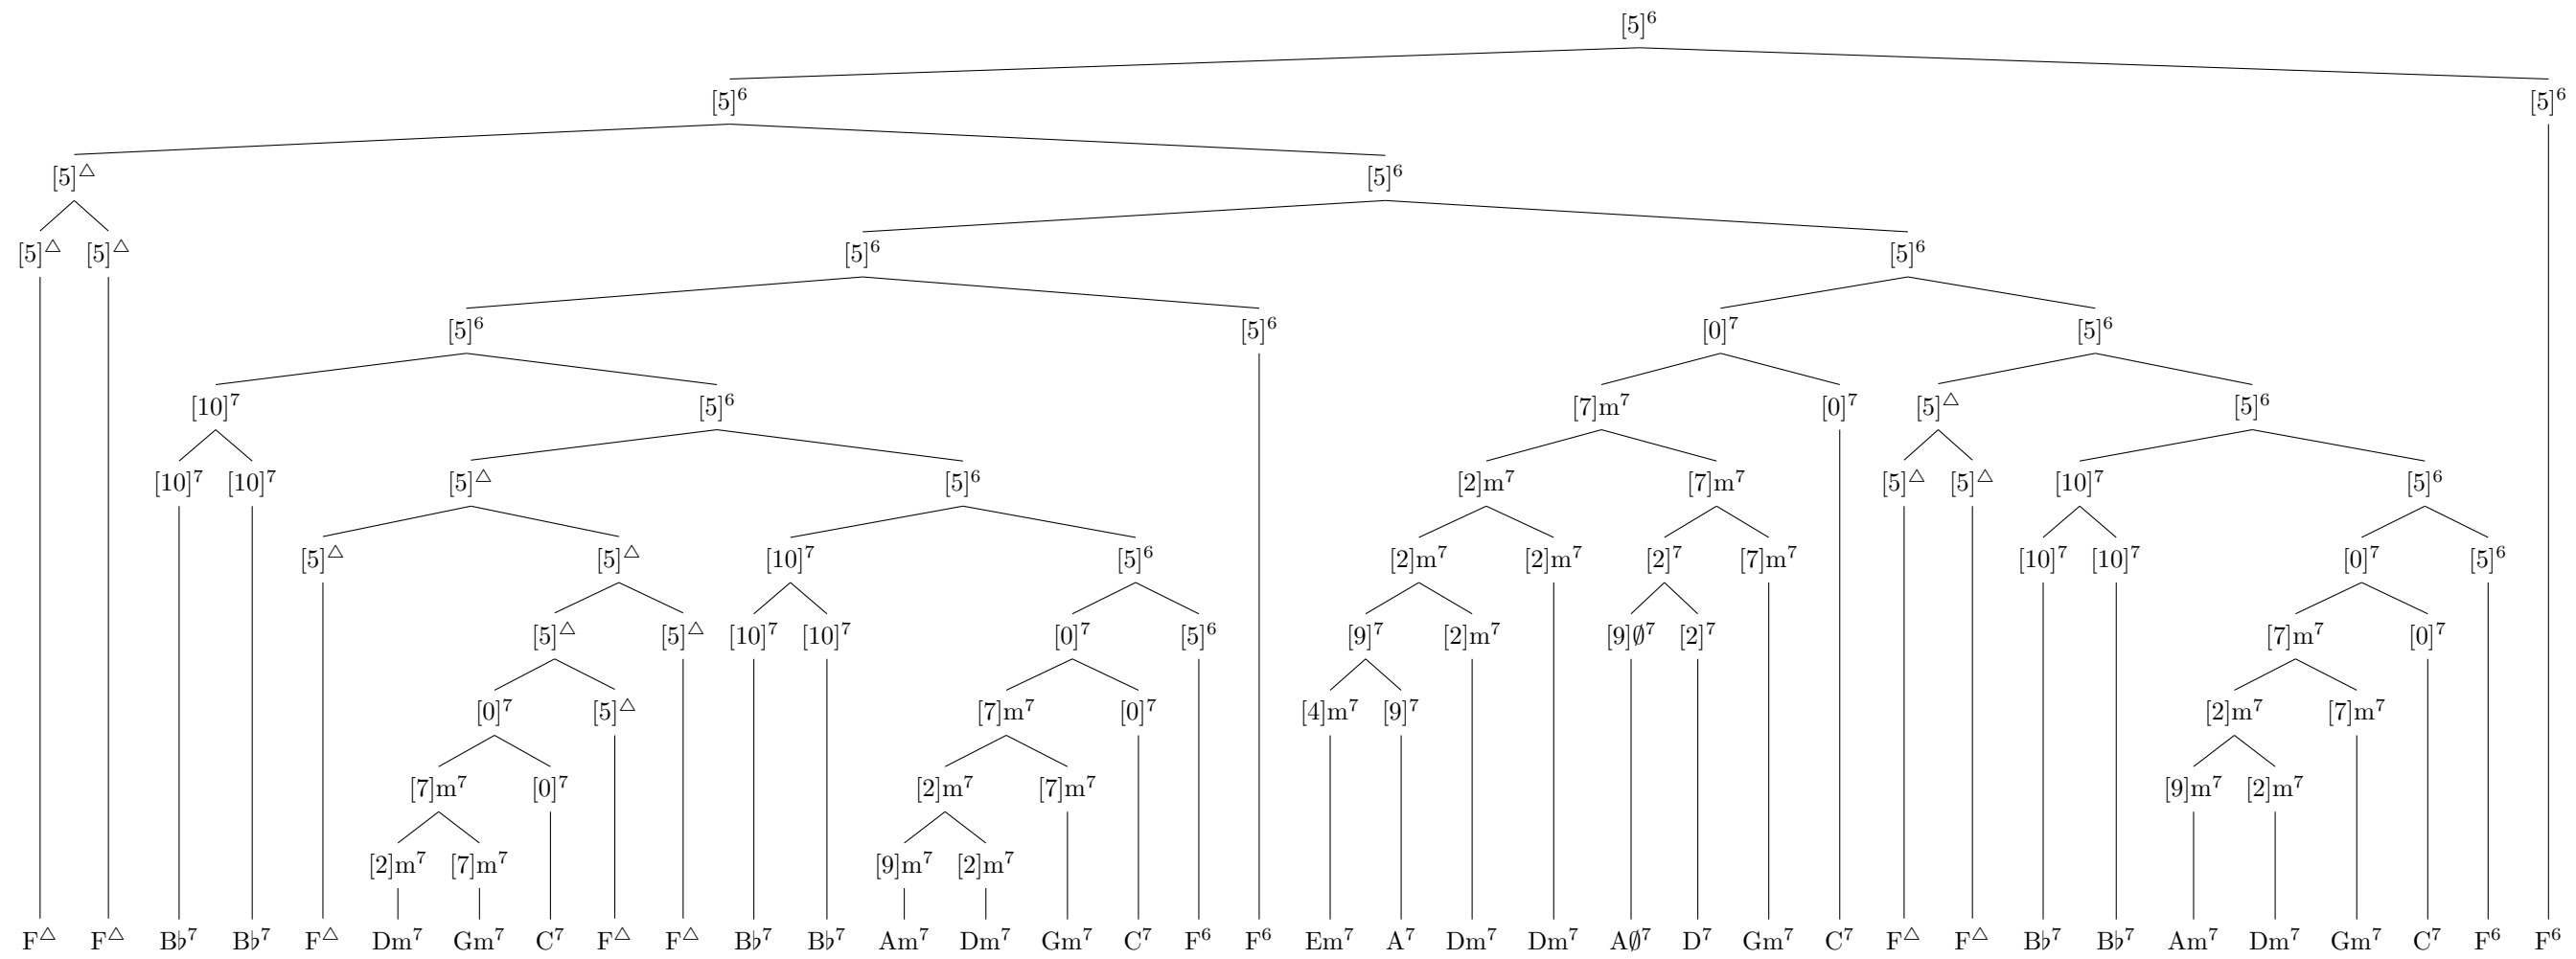 [5]⁶
[5]⁶ [5]⁶
[5]△ [5]⁶
[5]△ [5]△ [5]⁶ [5]⁶
[5]⁶ [5]⁶ [0]⁷ [5]⁶
[10]⁷ [5]⁶ [7]m⁷ [0]⁷ [5]△ [5]⁶
[10]⁷ [10]⁷ [5]△ [5]⁶ [2]m⁷ [7]m⁷ [5]△ [5]△ [10]⁷ [5]⁶
[5]△ [5]△ [10]⁷ [5]⁶ [2]m⁷ [2]m⁷ [2]⁷ [7]m⁷ [10]⁷ [10]⁷ [0]⁷ [5]⁶
[5]△ [5]△ [10]⁷ [10]⁷ [0]⁷ [5]⁶ [9]⁷ [2]m⁷ [9]∅⁷ [2]⁷ [7]m⁷ [0]⁷
[0]⁷ [5]△ [7]m⁷ [0]⁷ [4]m⁷ [9]⁷ [2]m⁷ [7]m⁷
[7]m⁷ [0]⁷ [2]m⁷ [7]m⁷ [9]m⁷ [2]m⁷
[2]m⁷ [7]m⁷ [9]m⁷ [2]m⁷
F△ F△ B♭⁷ B♭⁷ F△ Dm⁷ Gm⁷ C⁷ F△ F△ B♭⁷ B♭⁷ Am⁷ Dm⁷ Gm⁷ C⁷ F⁶ F⁶ Em⁷ A⁷ Dm⁷ Dm⁷ A∅⁷ D⁷ Gm⁷ C⁷ F△ F△ B♭⁷ B♭⁷ Am⁷ Dm⁷ Gm⁷ C⁷ F⁶ F⁶